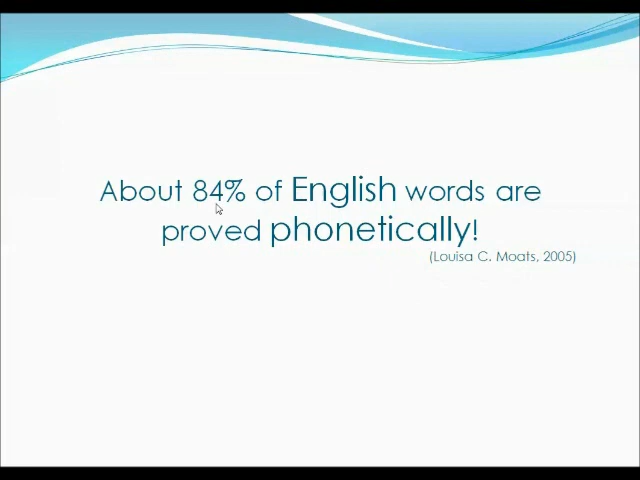 About 84% of English words are
proved phonetically!
(Louisa C. Moats, 2005)